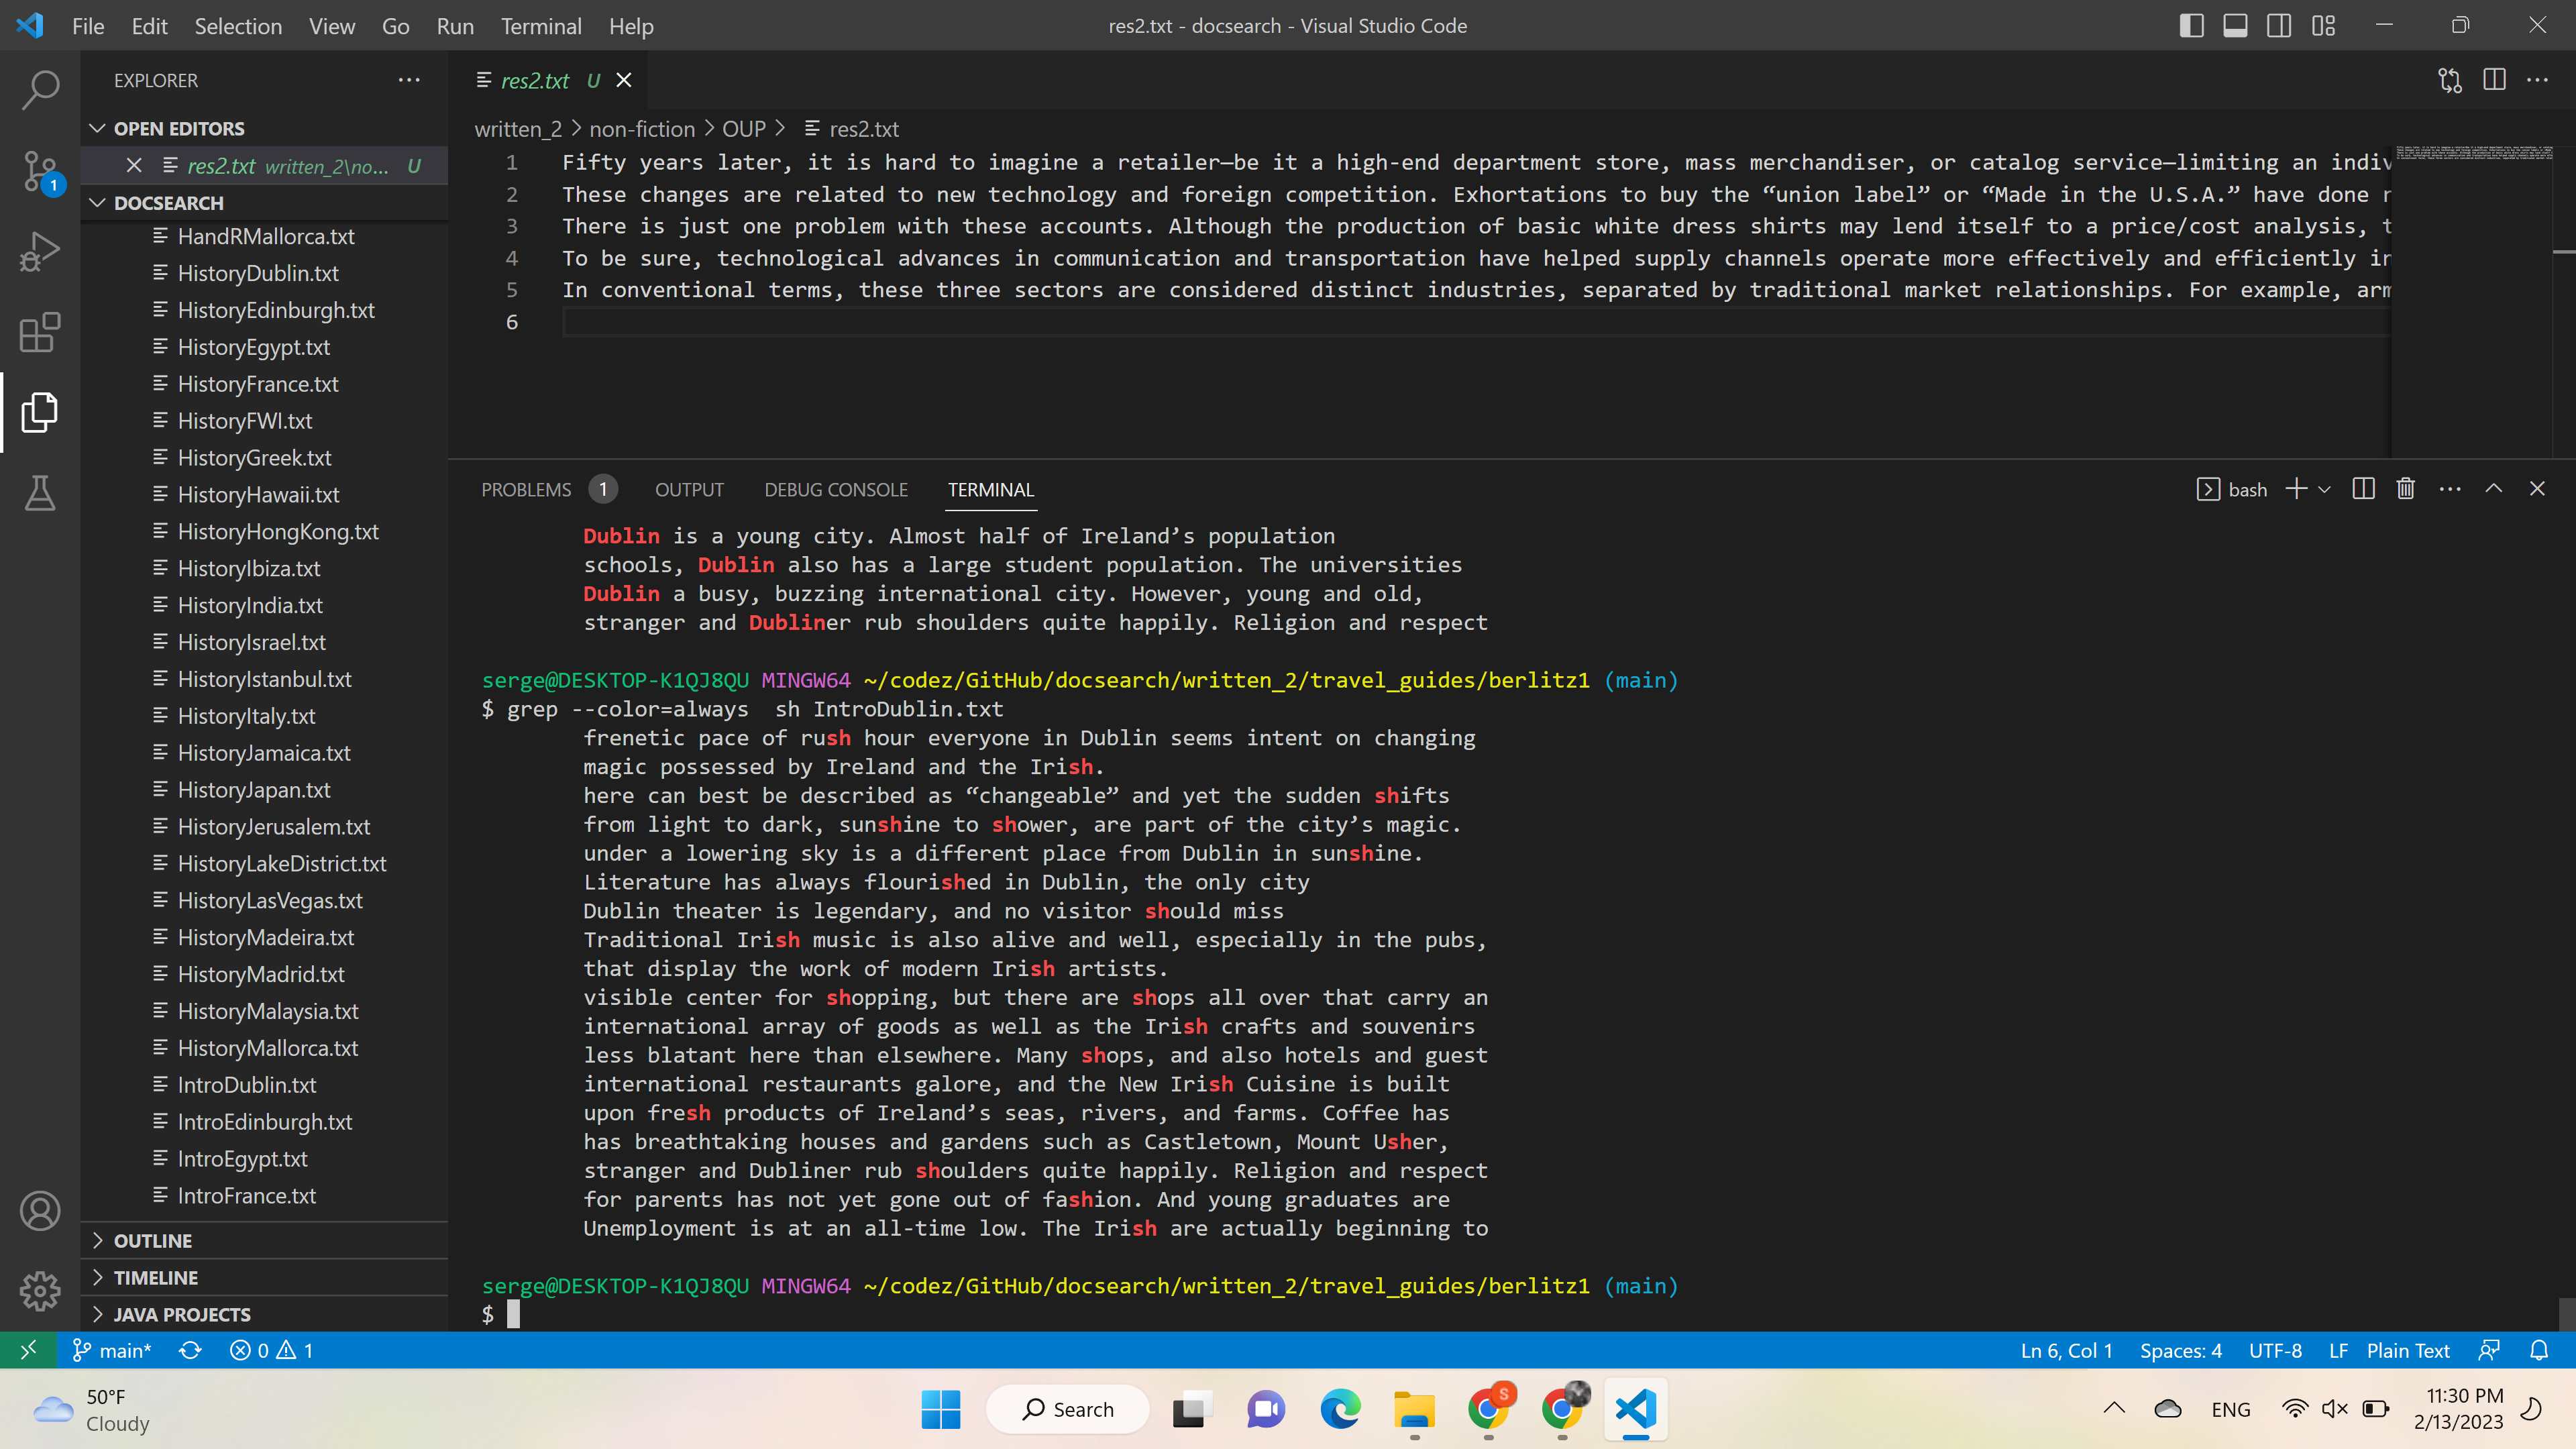 File Edit Selection View Go Run Terminal Help
res2.txt - docsearch - Visual Studio Code
EXPLORER
OPEN EDITORS
res2.txt written_2\no... U
DOCSEARCH
HandRMallorca.txt
HistoryDublin.txt
HistoryEdinburgh.txt
HistoryEgypt.txt
HistoryFrance.txt
HistoryFWI.txt
HistoryGreek.txt
HistoryHawaii.txt
HistoryHongKong.txt
HistoryIbiza.txt
HistoryIndia.txt
HistoryIsrael.txt
HistoryIstanbul.txt
HistoryItaly.txt
HistoryJamaica.txt
HistoryJapan.txt
HistoryJerusalem.txt
HistoryLakeDistrict.txt
HistoryLasVegas.txt
HistoryMadeira.txt
HistoryMadrid.txt
HistoryMalaysia.txt
HistoryMallorca.txt
IntroDublin.txt
IntroEdinburgh.txt
IntroEgypt.txt
IntroFrance.txt
OUTLINE
TIMELINE
JAVA PROJECTS
1
res2.txt U
written_2 > non-fiction > OUP > res2.txt
1 Fifty years later, it is hard to imagine a retailer—be it a high-end department store, mass merchandiser, or catalog service—limiting an indiv
2 These changes are related to new technology and foreign competition. Exhortations to buy the “union label” or “Made in the U.S.A.” have done
3 There is just one problem with these accounts. Although the production of basic white dress shirts may lend itself to a price/cost analysis, t
4 To be sure, technological advances in communication and transportation have helped supply channels operate more effectively and efficiently in
5 In conventional terms, these three sectors are considered distinct industries, separated by traditional market relationships. For example, arm
6
PROBLEMS 1 OUTPUT DEBUG CONSOLE TERMINAL
bash
Dublin is a young city. Almost half of Ireland’s population
schools, Dublin also has a large student population. The universities
Dublin a busy, buzzing international city. However, young and old,
stranger and Dubliner rub shoulders quite happily. Religion and respect
serge@DESKTOP-K1QJ8QU MINGW64 ~/codez/GitHub/docsearch/written_2/travel_guides/berlitz1 (main)
$ grep --color=always  sh IntroDublin.txt
frenetic pace of rush hour everyone in Dublin seems intent on changing
magic possessed by Ireland and the Irish.
here can best be described as “changeable” and yet the sudden shifts
from light to dark, sunshine to shower, are part of the city’s magic.
under a lowering sky is a different place from Dublin in sunshine.
Literature has always flourished in Dublin, the only city
Dublin theater is legendary, and no visitor should miss
Traditional Irish music is also alive and well, especially in the pubs,
that display the work of modern Irish artists.
visible center for shopping, but there are shops all over that carry an
international array of goods as well as the Irish crafts and souvenirs
less blatant here than elsewhere. Many shops, and also hotels and guest
international restaurants galore, and the New Irish Cuisine is built
upon fresh products of Ireland’s seas, rivers, and farms. Coffee has
has breathtaking houses and gardens such as Castletown, Mount Usher,
stranger and Dubliner rub shoulders quite happily. Religion and respect
for parents has not yet gone out of fashion. And young graduates are
Unemployment is at an all-time low. The Irish are actually beginning to
serge@DESKTOP-K1QJ8QU MINGW64 ~/codez/GitHub/docsearch/written_2/travel_guides/berlitz1 (main)
$
main* 0 1
Ln 6, Col 1 Spaces: 4 UTF-8 LF Plain Text
50°F
Cloudy
Search
S
ENG
11:30 PM
2/13/2023